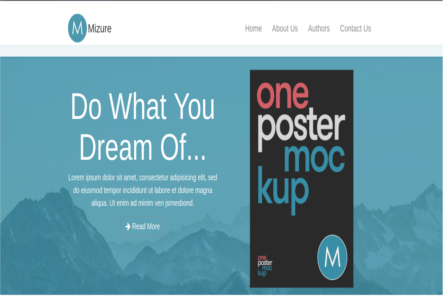 M Mizure
Home About Us Authors Contact Us
Do What You
Dream Of...
Lorem ipsum dolor sit amet, consectetur adipisicing elit, sed
do eiusmod tempor incididunt ut labore et dolore magna
aliqua. Ut enim ad minim ven jsmesbond.
Read More
one
poster
moc
kup
one
poster
moc
kup
M